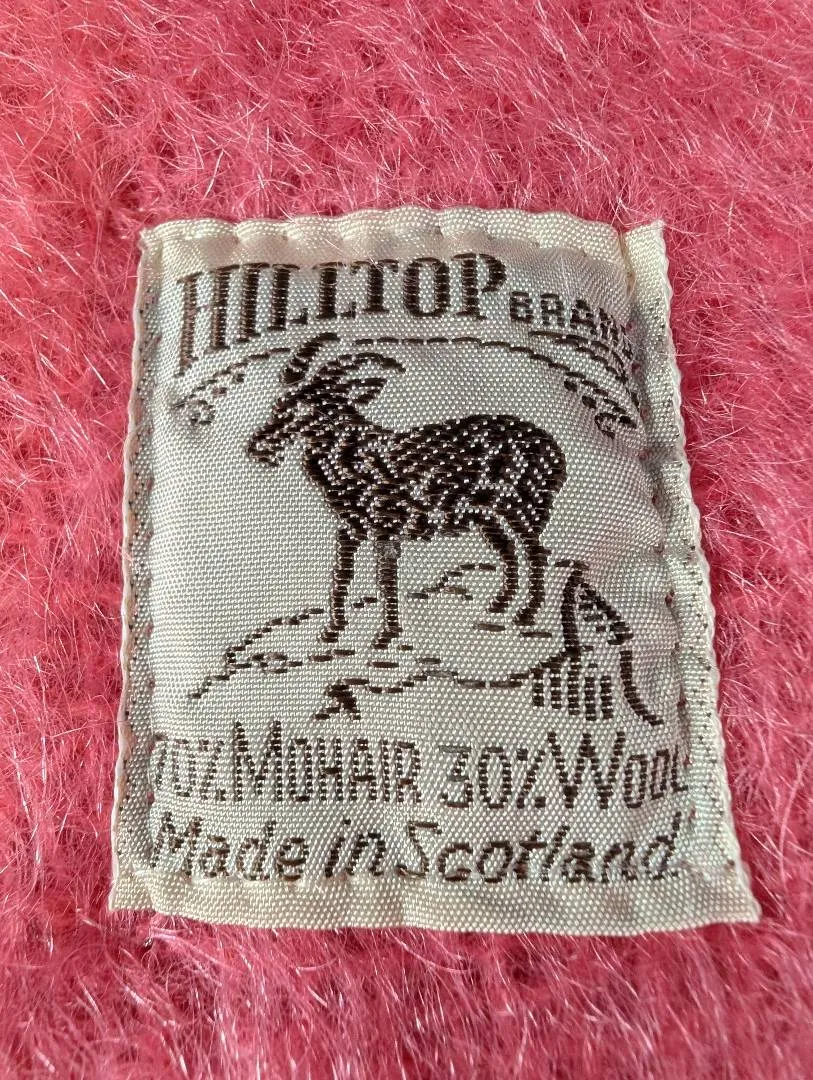 HILLTOP BRAND
70% MOHAIR 30% WOOL
Made in Scotland